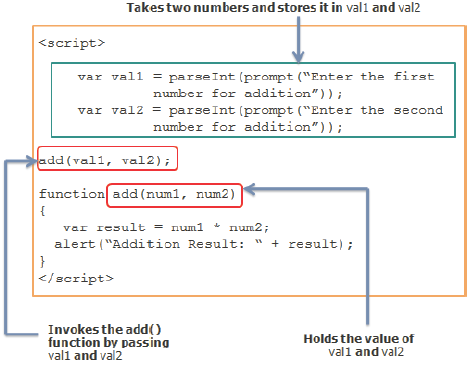 Takes two numbers and stores it in val1 and val2
<script>
var val1 = parseInt(prompt(“Enter the first
number for addition”));
var val2 = parseInt(prompt(“Enter the second
number for addition”));
add(val1, val2);
function add(num1, num2)
{
var result = num1 * num2;
alert(“Addition Result: “ + result);
}
</script>
Invokes the add()
function by passing
val1 and val2
Holds the value of
val1 and val2